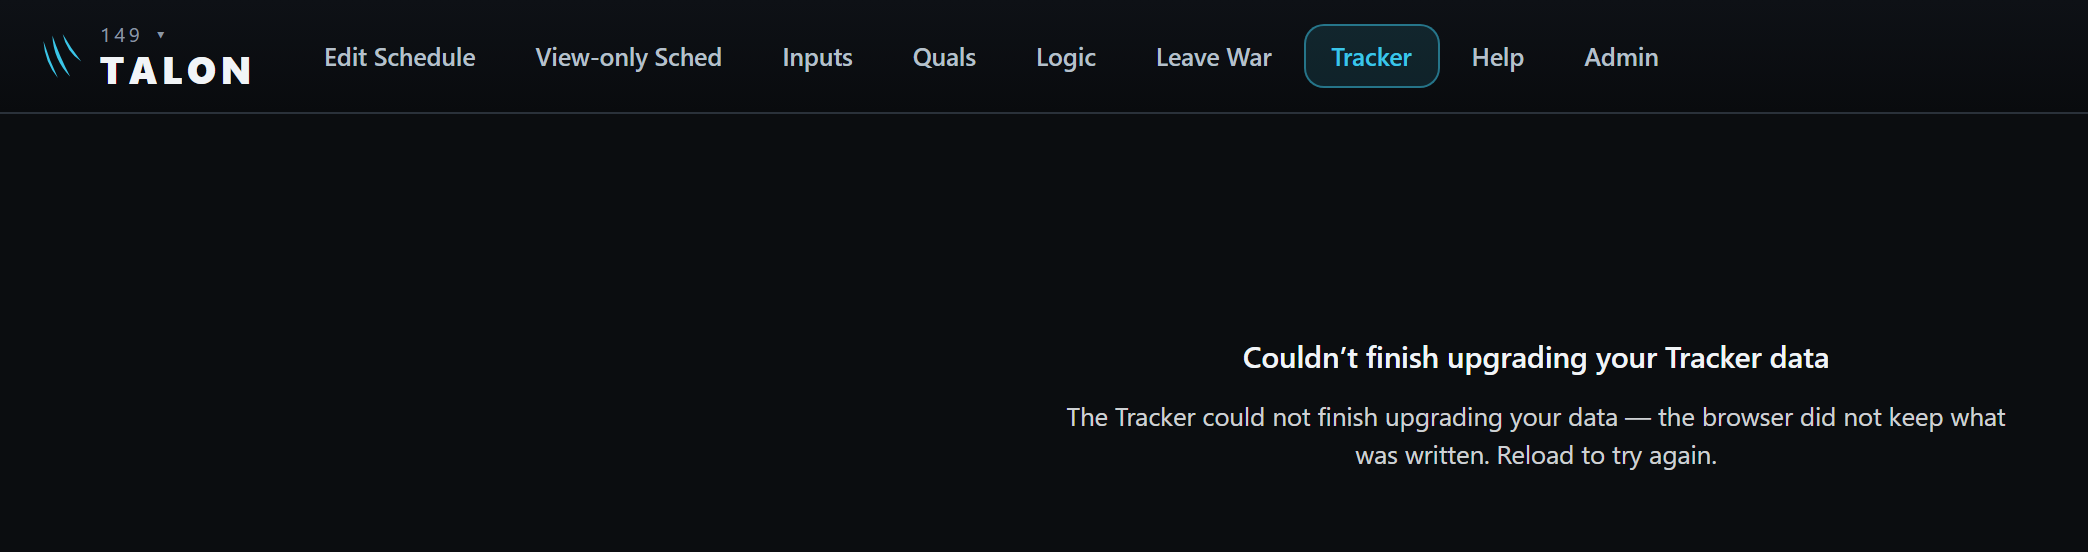 149 ▾
TALON
Edit Schedule
View-only Sched
Inputs
Quals
Logic
Leave War
Tracker
Help
Admin
Couldn’t finish upgrading your Tracker data
The Tracker could not finish upgrading your data — the browser did not keep what
was written. Reload to try again.